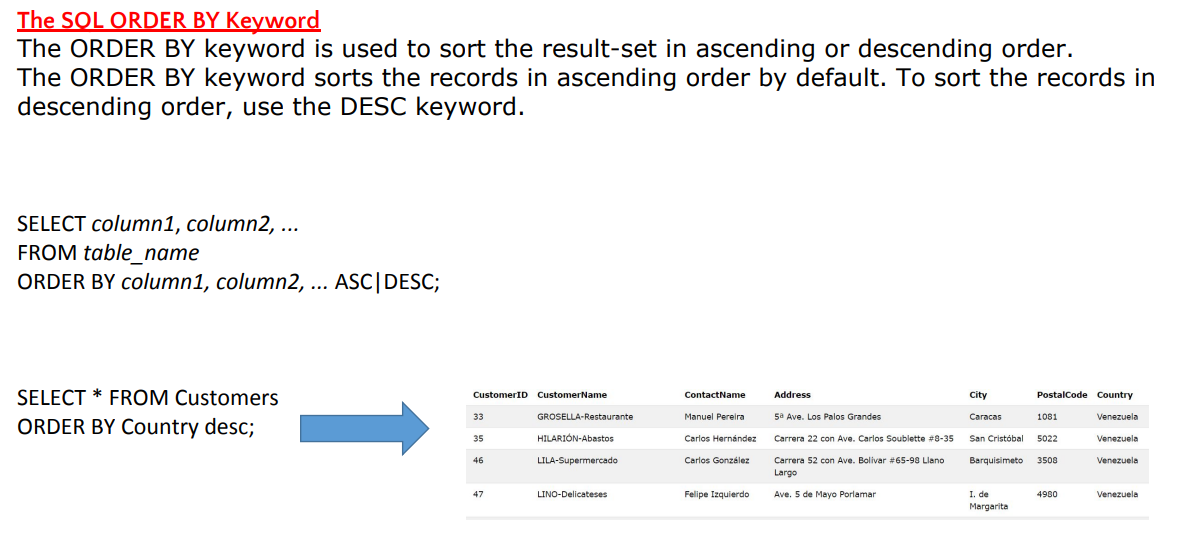 The SQL ORDER BY Keyword
The ORDER BY keyword is used to sort the result-set in ascending or descending order.
The ORDER BY keyword sorts the records in ascending order by default. To sort the records in
descending order, use the DESC keyword.
SELECT column1, column2, ...
FROM table_name
ORDER BY column1, column2, ... ASC|DESC;
SELECT * FROM Customers
ORDER BY Country desc;
CustomerID CustomerName ContactName Address City PostalCode Country
33 GROSELLA-Restaurante Manuel Pereira 5ª Ave. Los Palos Grandes Caracas 1081 Venezuela
35 HILARIÓN-Abastos Carlos Hernández Carrera 22 con Ave. Carlos Soublette #8-35 San Cristóbal 5022 Venezuela
46 LILA-Supermercado Carlos González Carrera 52 con Ave. Bolívar #65-98 Llano Barquisimeto 3508 Venezuela
Largo
47 LINO-Delicateses Felipe Izquierdo Ave. 5 de Mayo Porlamar I. de 4980 Venezuela
Margarita